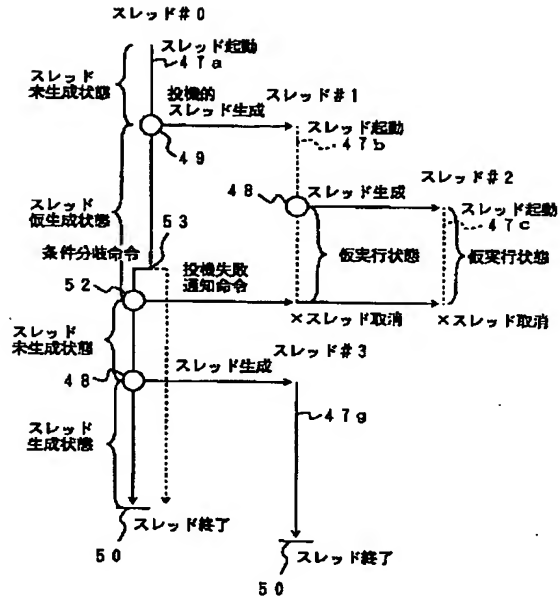 スレッド#0
スレッド起動
47a
スレッド
未生成状態
投機的
スレッド生成
スレッド#1
49
スレッド起動
47b
スレッド#2
48
スレッド生成
スレッド起動
47c
スレッド
仮生成状態
53
仮実行状態
仮実行状態
条件分岐命令
投機失敗
通知命令
52
×スレッド取消
×スレッド取消
スレッド
未生成状態
スレッド#3
48
スレッド生成
スレッド
生成状態
47g
スレッド終了
50
スレッド終了
50